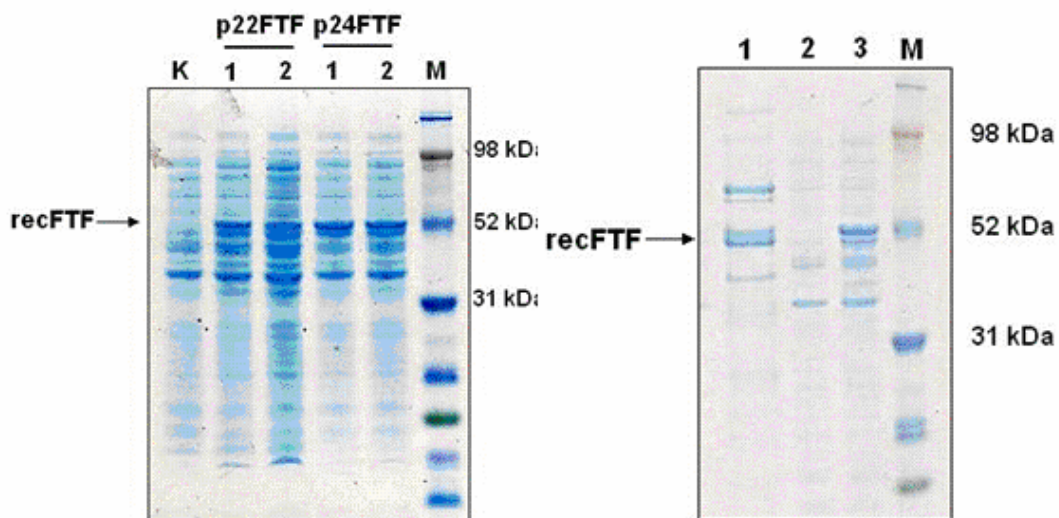 p22FTF p24FTF
K 1 2 1 2 M
98 kDa
recFTF
52 kDa
31 kDa
1 2 3 M
98 kDa
52 kDa
recFTF
31 kDa